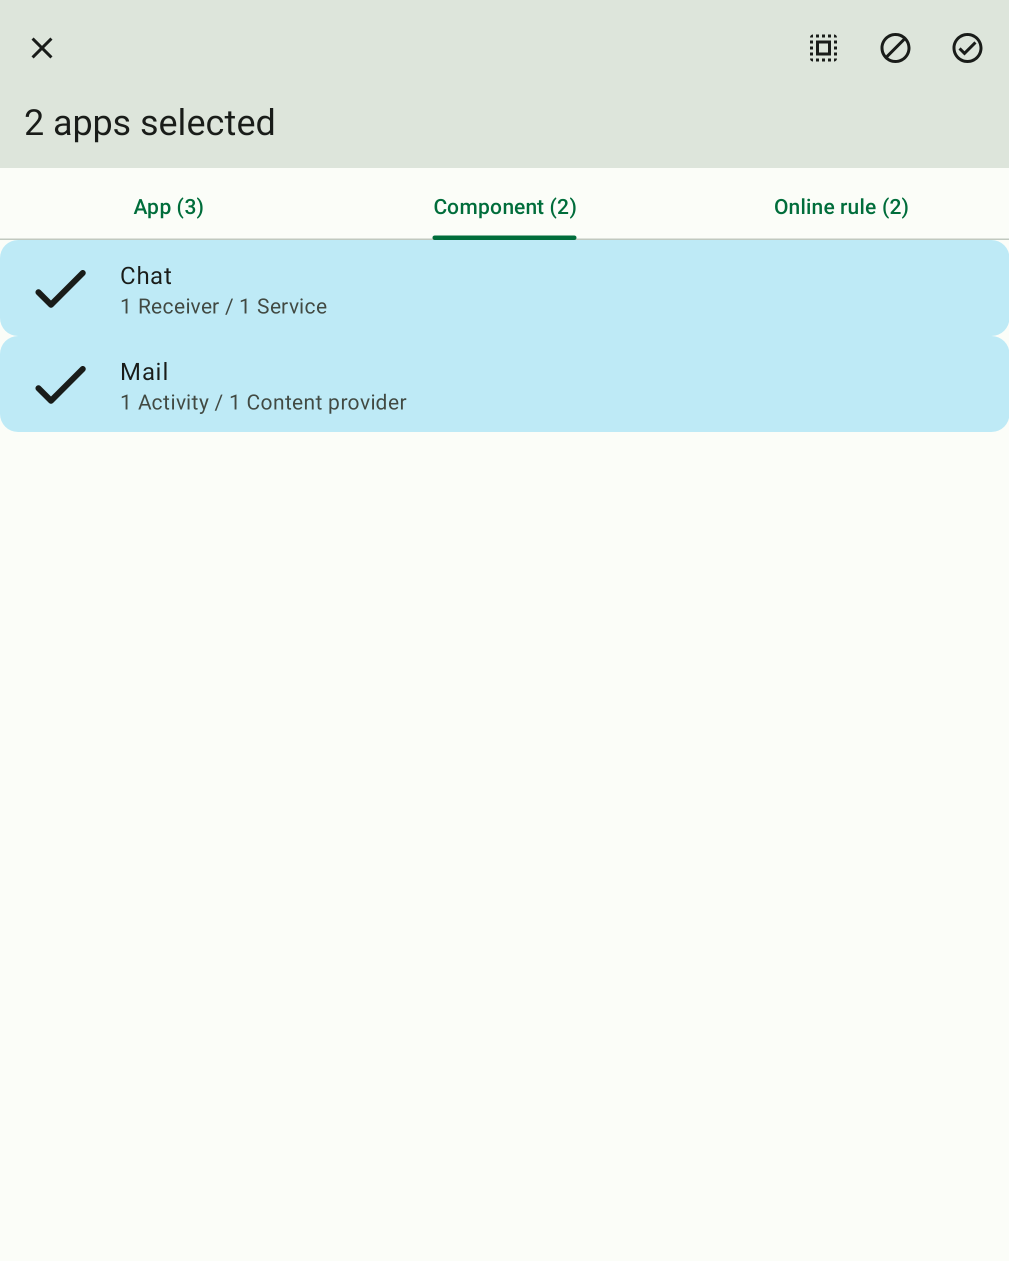 2 apps selected
App (3)
Component (2)
Online rule (2)
Chat
1 Receiver / 1 Service
Mail
1 Activity / 1 Content provider